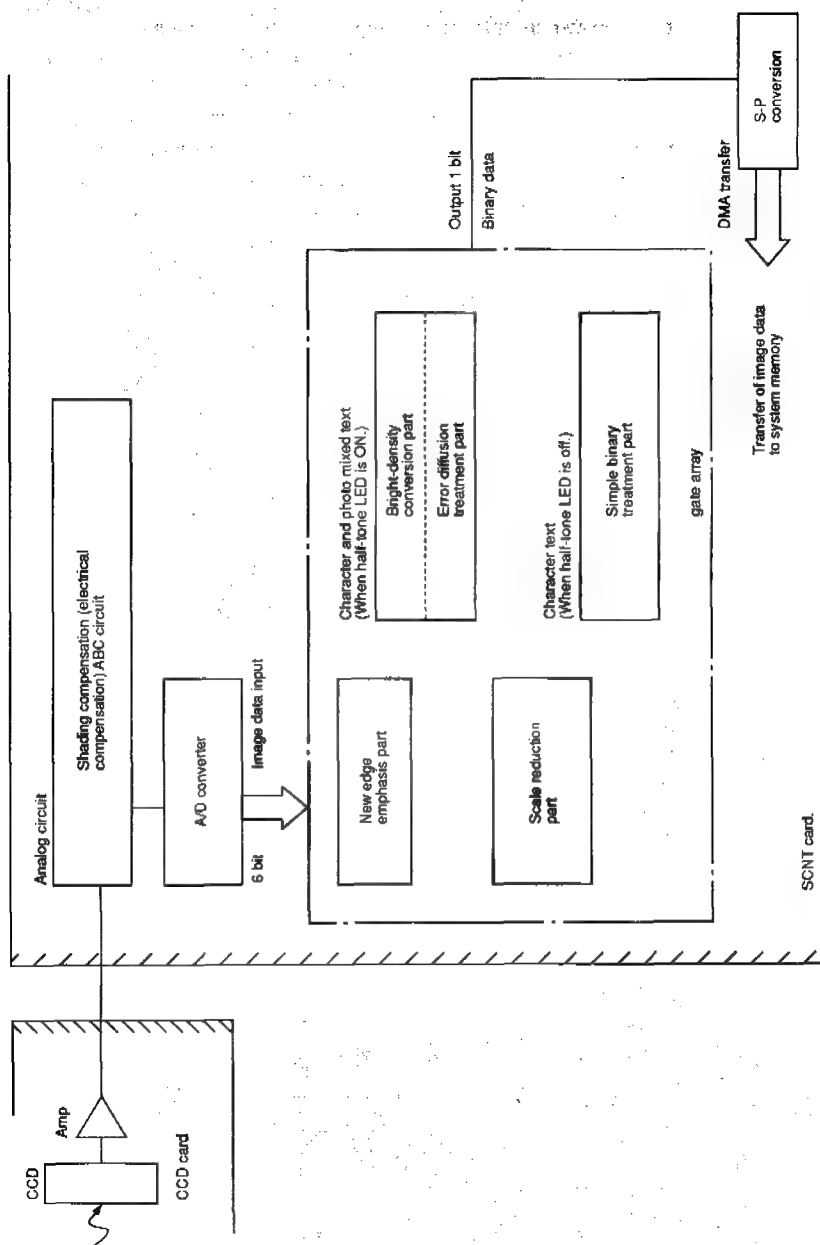 CCD
Amp
CCD card
Analog circuit
Shading compensation (electrical
compensation) ABC circuit
A/D converter
6 bit
Image data input
New edge
emphasis part
Scale reduction
part
Character and photo mixed text
(When half-tone LED is ON.)
Bright-density
conversion part
Error diffusion
treatment part
Character text
(When half-tone LED is off.)
Simple binary
treatment part
gate array
Output 1 bit
Binary data
S-P
conversion
DMA transfer
Transfer of image data
to system memory
SCNT card.